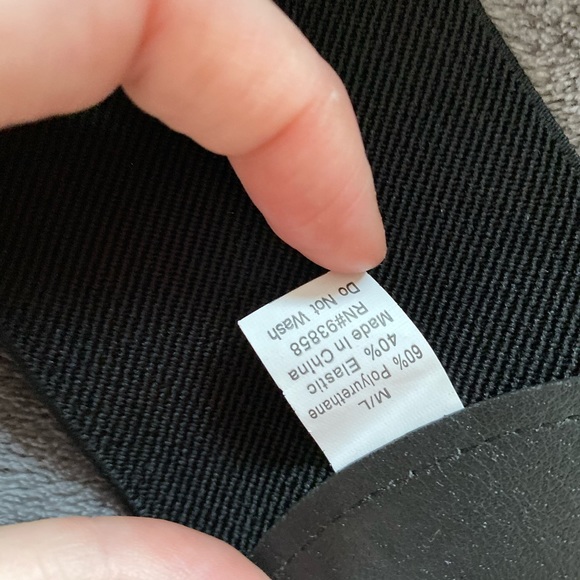 M/L
60% Polyurethane
40% Elastic
Made In China
RN#93858
Do Not Wash